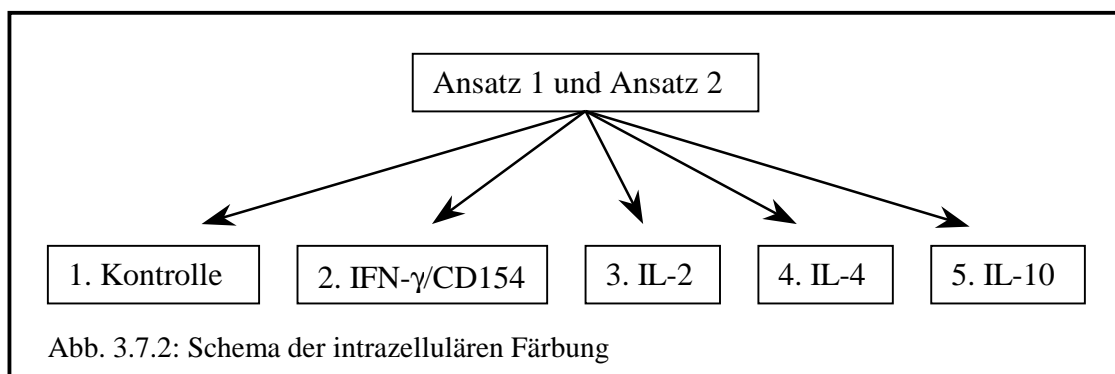 Ansatz 1 und Ansatz 2
1. Kontrolle
2. IFN-γ/CD154
3. IL-2
4. IL-4
5. IL-10
Abb. 3.7.2: Schema der intrazellulären Färbung